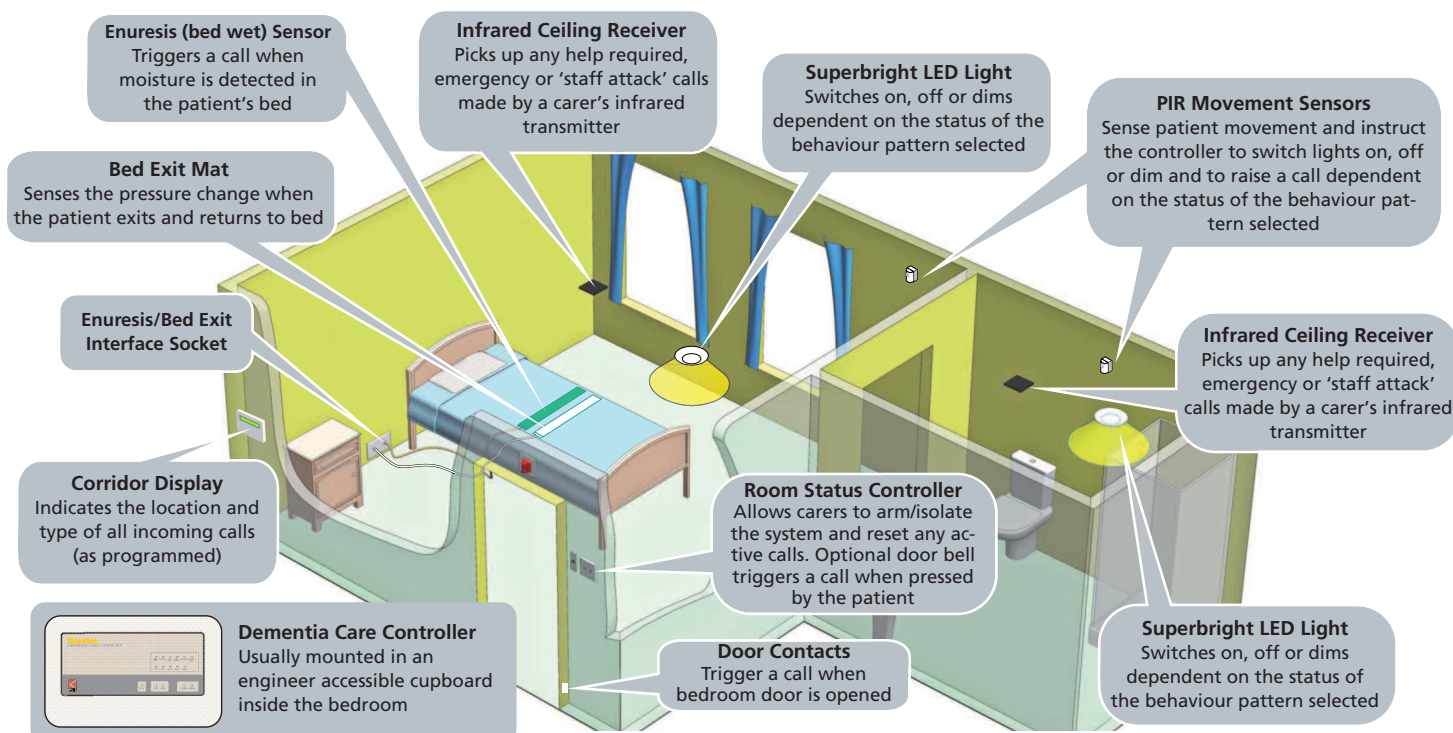 Enuresis (bed wet) Sensor
Triggers a call when
moisture is detected in
the patient's bed
Infrared Ceiling Receiver
Picks up any help required,
emergency or ‘staff attack’ calls
made by a carer's infrared
transmitter
Superbright LED Light
Switches on, off or dims
dependent on the status of the
behaviour pattern selected
PIR Movement Sensors
Sense patient movement and instruct
the controller to switch lights on, off
or dim and to raise a call dependent
on the status of the behaviour pat-
tern selected
Bed Exit Mat
Senses the pressure change when
the patient exits and returns to bed
Enuresis/Bed Exit
Interface Socket
Infrared Ceiling Receiver
Picks up any help required,
emergency or ‘staff attack’
calls made by a carer's infrared
transmitter
Corridor Display
Indicates the location and
type of all incoming calls
(as programmed)
Room Status Controller
Allows carers to arm/isolate
the system and reset any ac-
tive calls. Optional door bell
triggers a call when pressed
by the patient
Dementia Care Controller
Usually mounted in an
engineer accessible cupboard
inside the bedroom
Door Contacts
Trigger a call when
bedroom door is opened
Superbright LED Light
Switches on, off or dims
dependent on the status of
the behaviour pattern selected